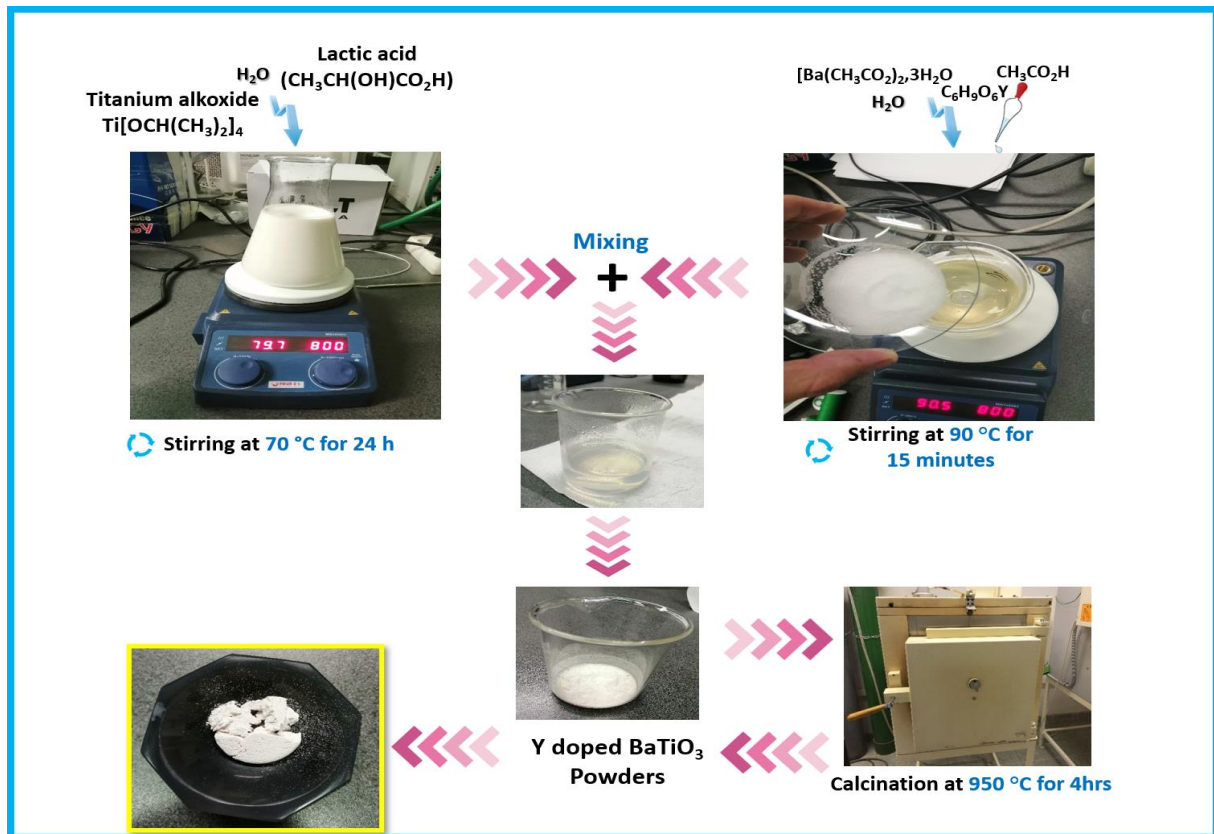 Lactic acid
H₂O (CH₃CH(OH)CO₂H)
Titanium alkoxide
Ti[OCH(CH₃)₂]₄
79.7 800
Stirring at 70 °C for 24 h
[Ba(CH₃CO₂)₂,3H₂O CH₃CO₂H
H₂O C₆H₉O₆Y
90.5 800
Stirring at 90 °C for
15 minutes
Mixing
+
Y doped BaTiO₃
Powders
Calcination at 950 °C for 4hrs